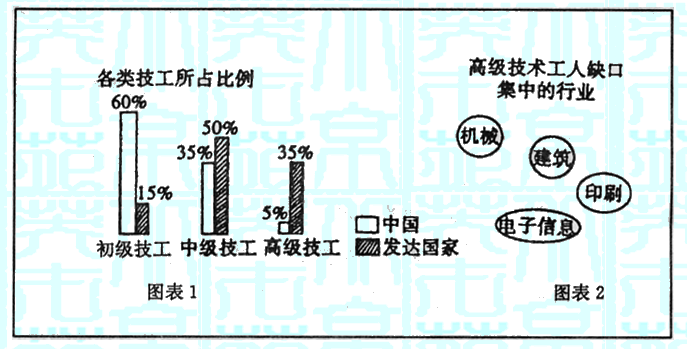 各类技工所占比例
60%
15%
35%
50%
5%
35%
初级技工 中级技工 高级技工
中国
发达国家
图表1
高级技术工人缺口
集中的行业
机械
建筑
印刷
电子信息
图表2